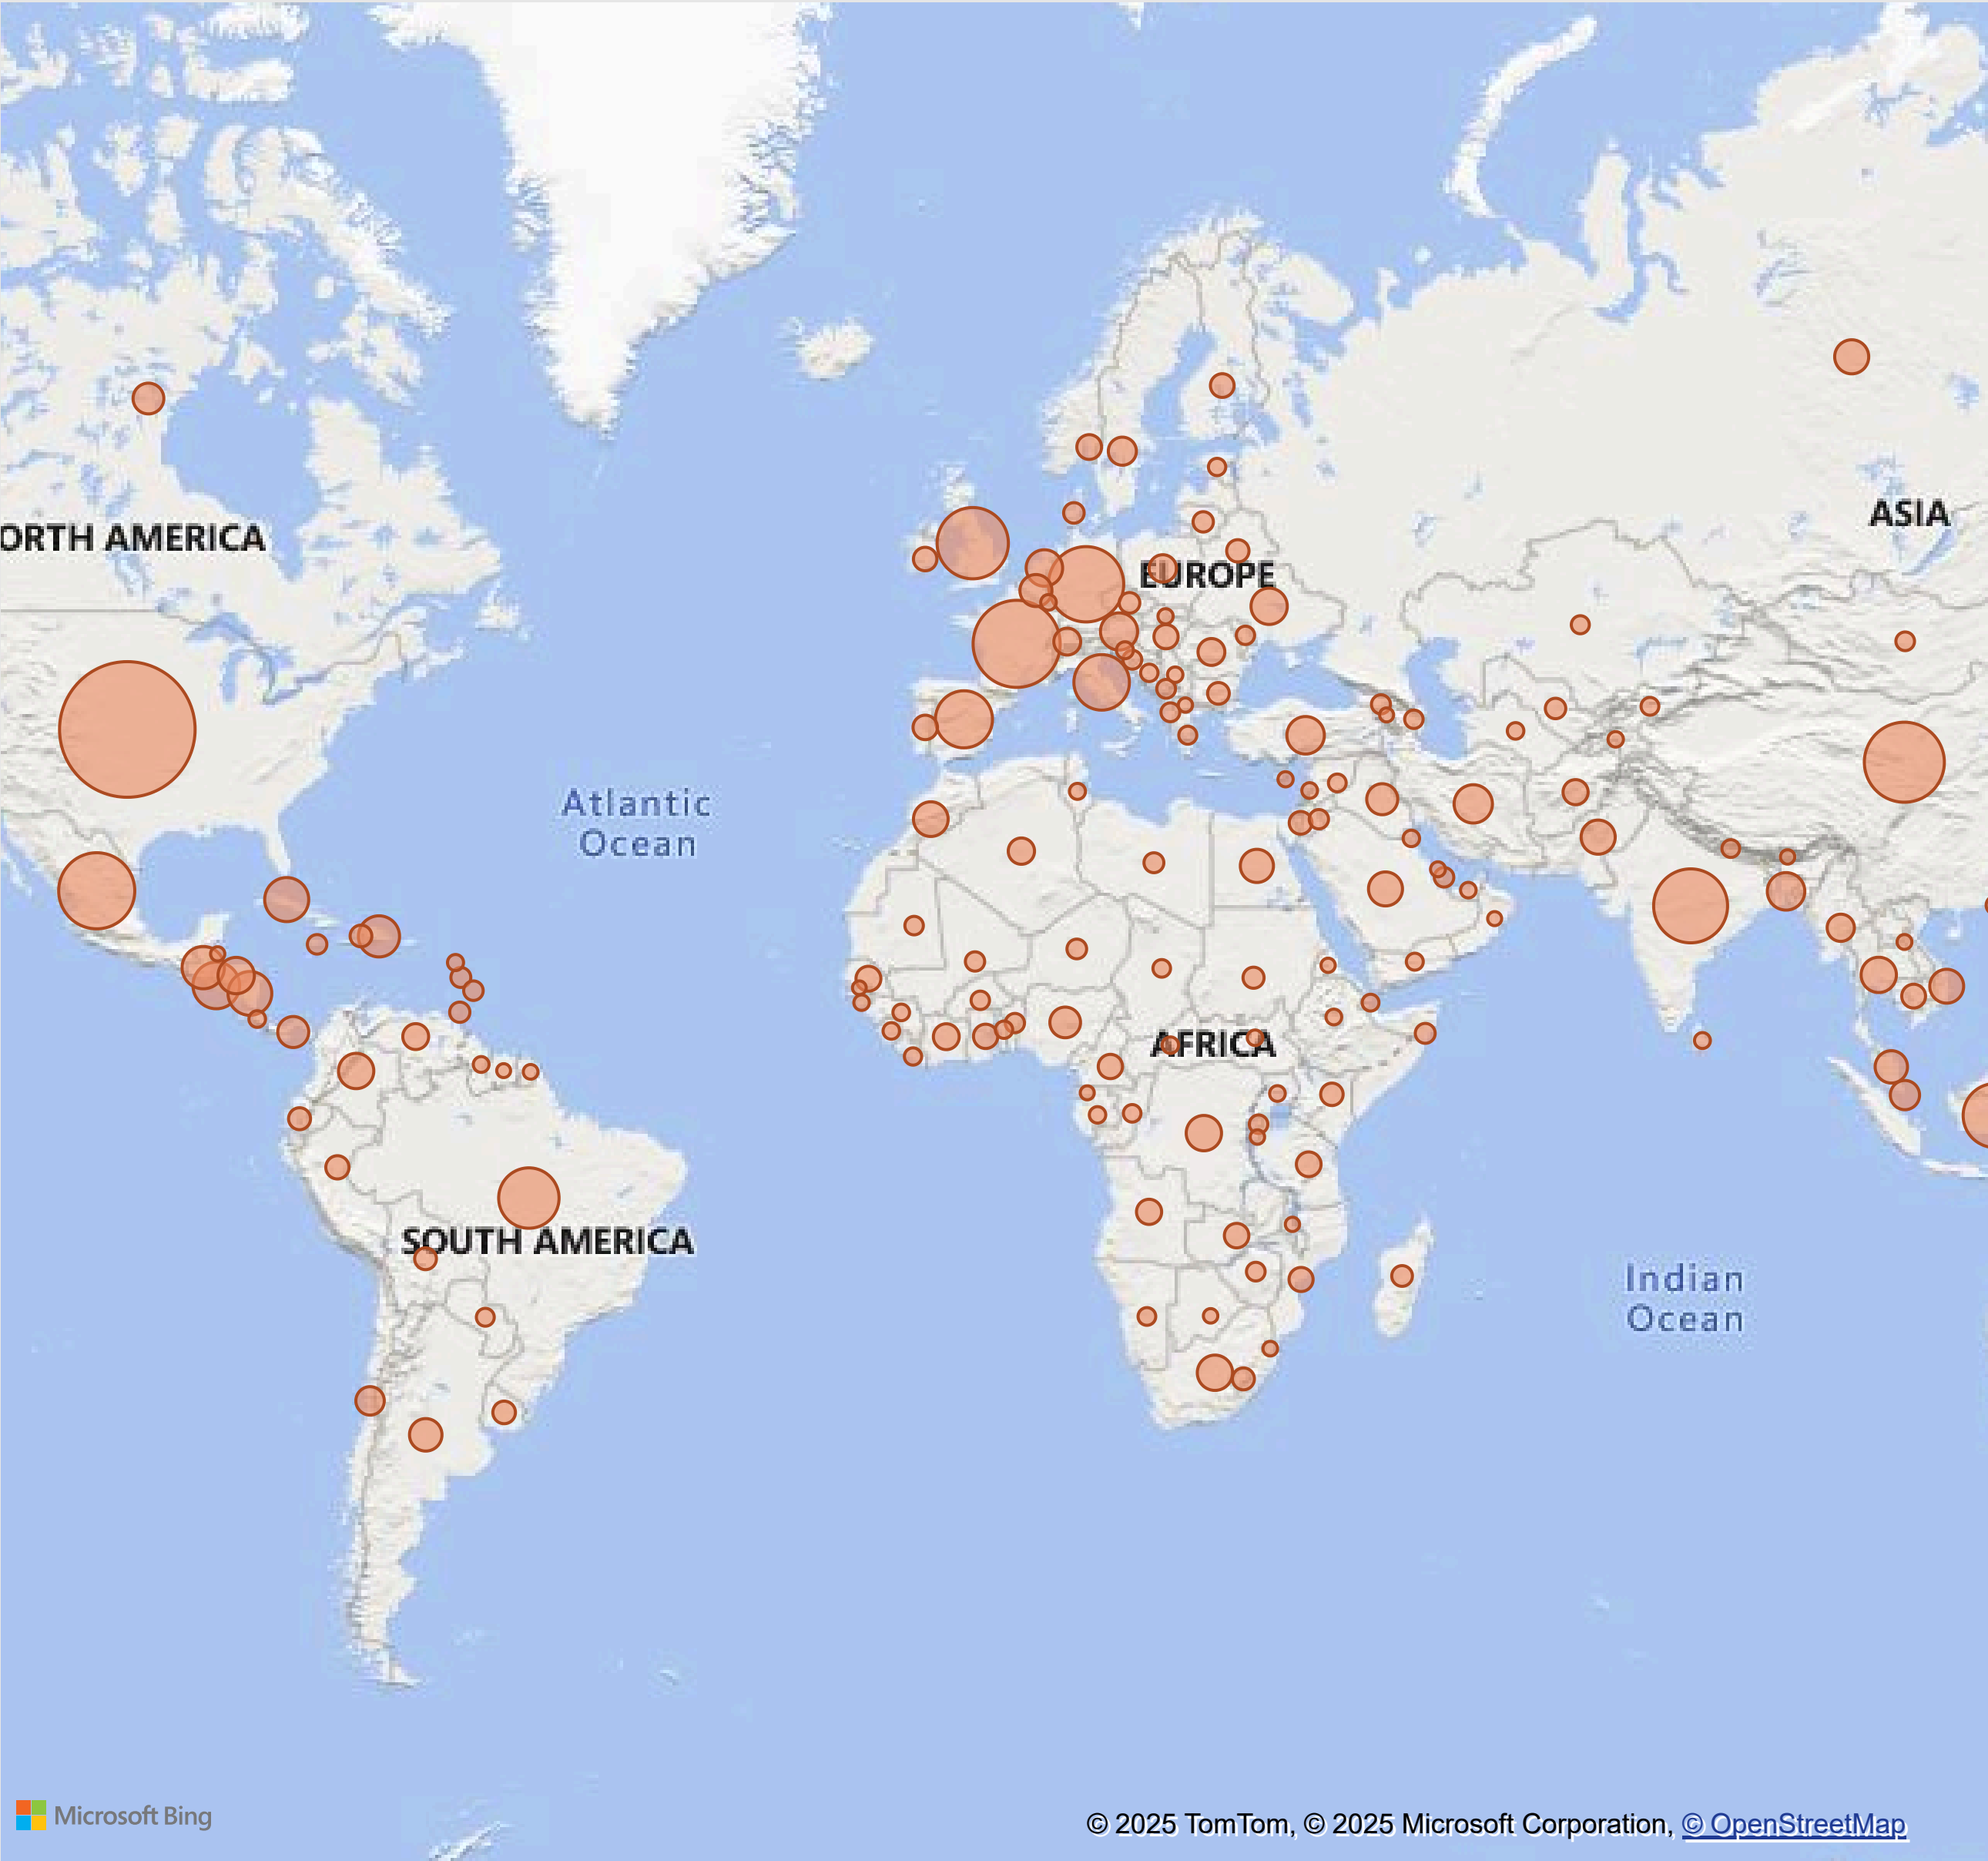 ASIA
ORTH AMERICA
EUROPE
Atlantic
Ocean
AFRICA
SOUTH AMERICA
Indian
Ocean
Microsoft Bing
© 2025 TomTom, © 2025 Microsoft Corporation, © OpenStreetMap